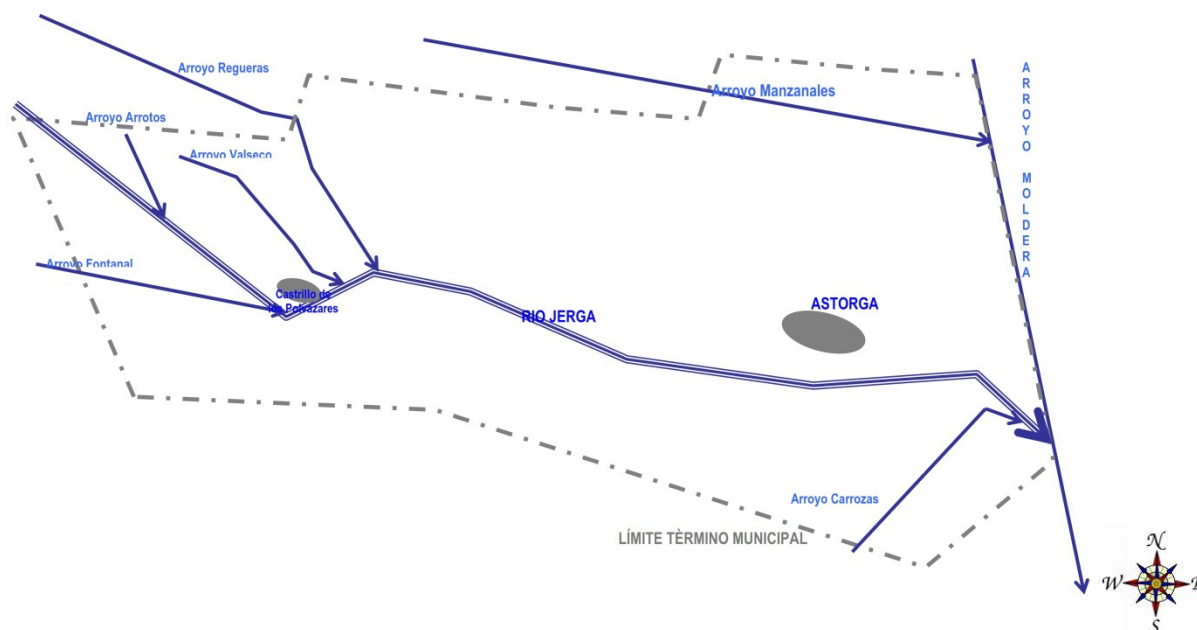 Arroyo Regueras
Arroyo Manzanales
ARROYO MOLDERA
Arroyo Arrotos
Arroyo Valseco
Arroyo Fontanal
Castrillo de
los Polvazares
RIO JERGA
ASTORGA
Arroyo Carrozas
LÍMITE TÈRMINO MUNICIPAL
N
W
E
S